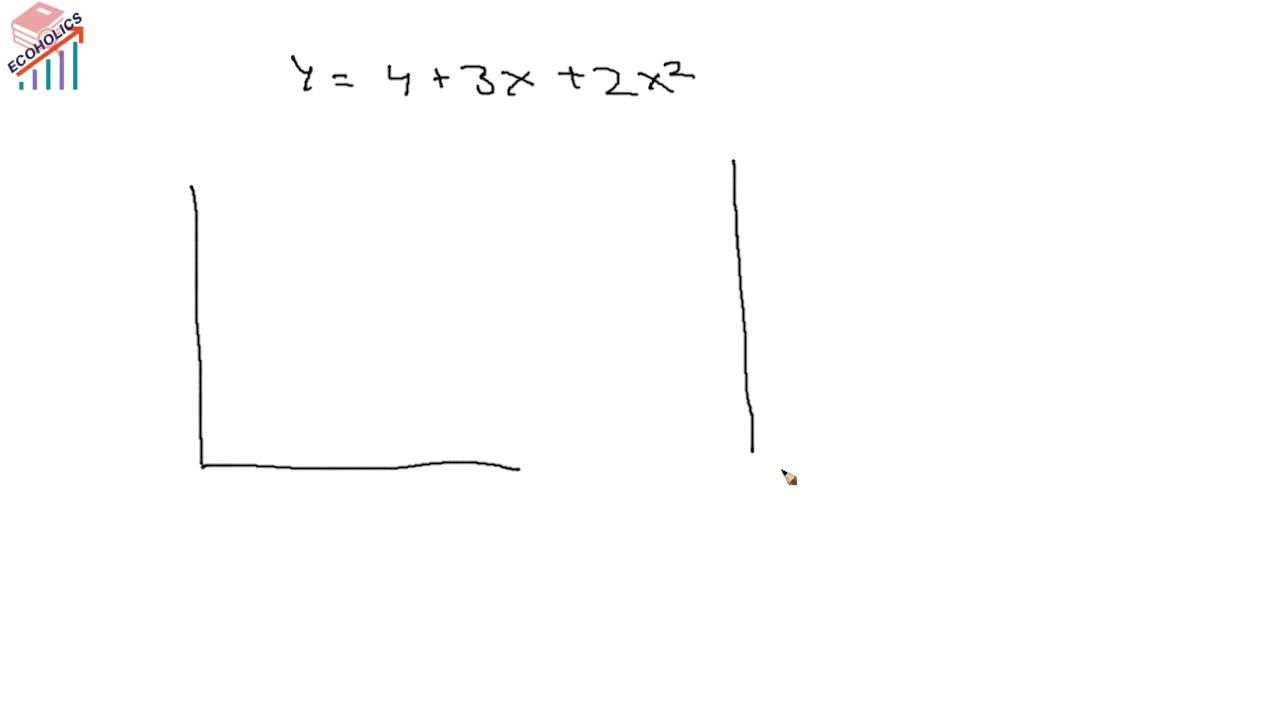 ECOHOLICS
Y = 4 + 3x + 2x²